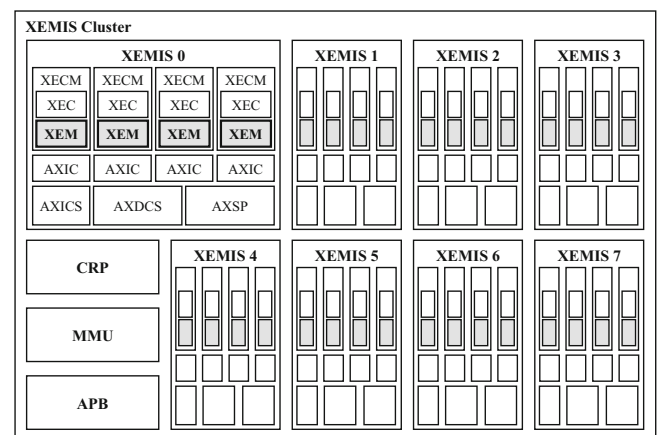 XEMIS Cluster
XEMIS 0
XECM XECM XECM XECM
XEC XEC XEC XEC
XEM XEM XEM XEM
AXIC AXIC AXIC AXIC
AXICS AXDCS AXSP
XEMIS 1
XEMIS 2
XEMIS 3
CRP
MMU
APB
XEMIS 4
XEMIS 5
XEMIS 6
XEMIS 7